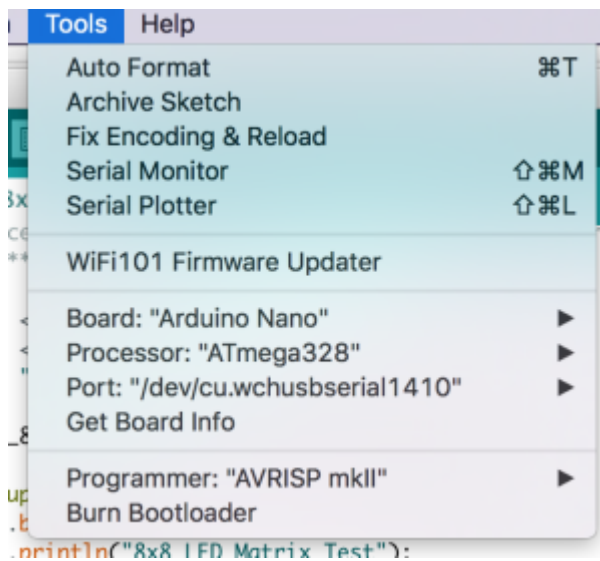 Tools Help
Auto Format ⌘T
Archive Sketch
Fix Encoding & Reload
Serial Monitor ⇧⌘M
Serial Plotter ⇧⌘L
WiFi101 Firmware Updater
Board: "Arduino Nano"
Processor: "ATmega328"
Port: "/dev/cu.wchusbserial1410"
Get Board Info
Programmer: "AVRISP mkII"
Burn Bootloader
.println("8x8 LED Matrix Test");